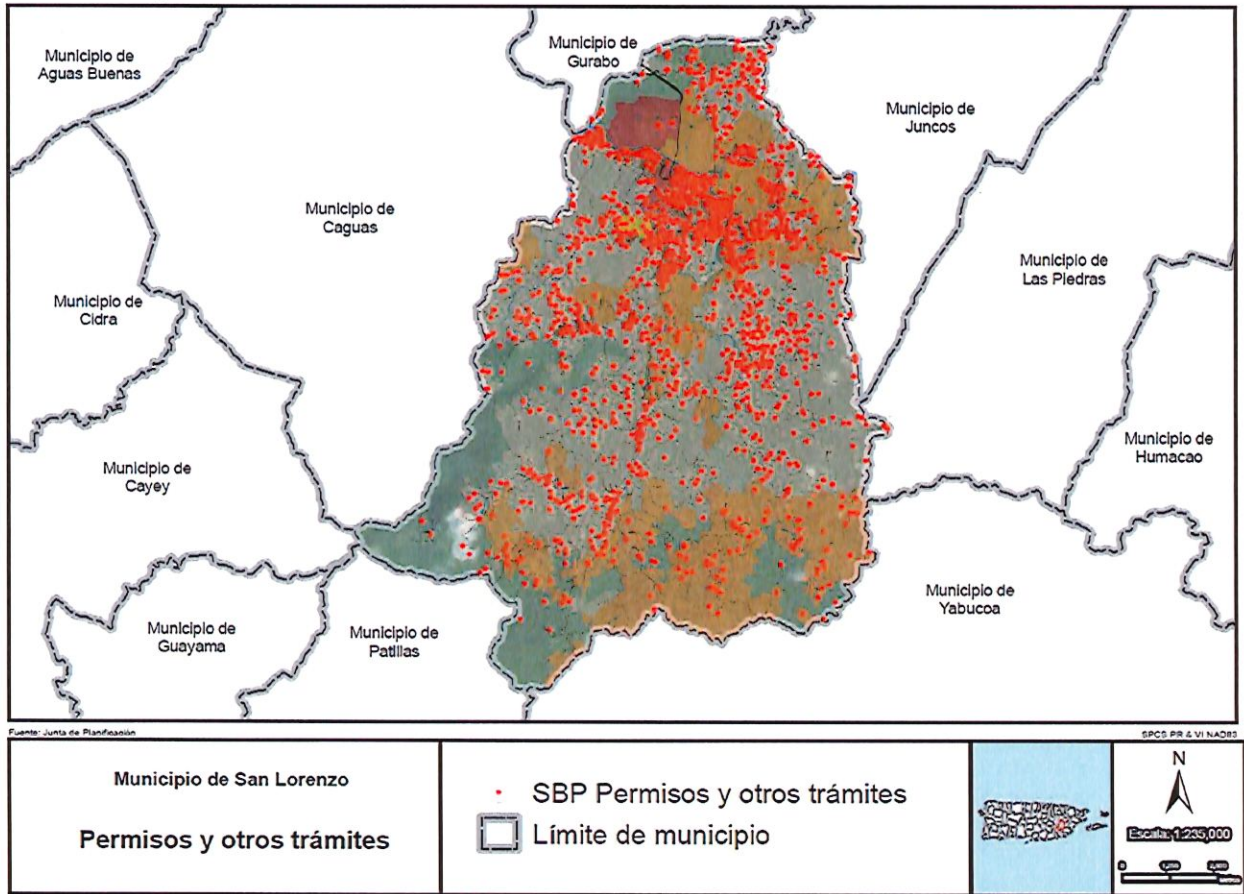 Municipio de
Aguas Buenas
Municipio de
Gurabo
Municipio de
Juncos
Municipio de
Caguas
Municipio de
Las Piedras
Municipio de
Cidra
Municipio de
Humacao
Municipio de
Cayey
Municipio de
Yabucoa
Municipio de
Guayama
Municipio de
Patillas
Fuente: Junta de Planificación
SPCS PR & VI NAD83
Municipio de San Lorenzo
Permisos y otros trámites
SBP Permisos y otros trámites
Límite de municipio
N
Escala: 1:235,000
0